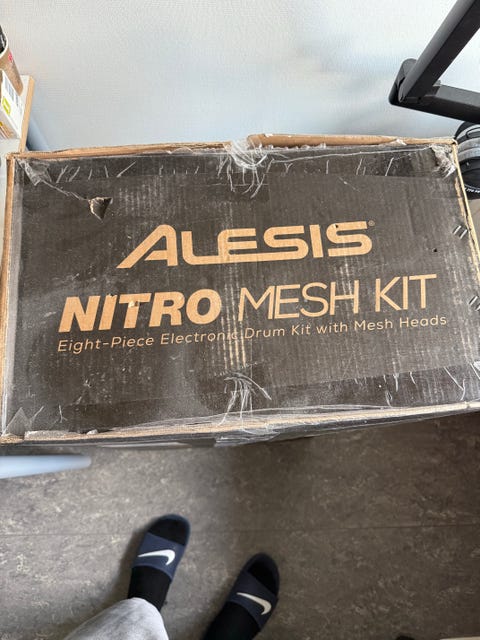 ALESIS®
NITRO MESH KIT
Eight-Piece Electronic Drum Kit with Mesh Heads